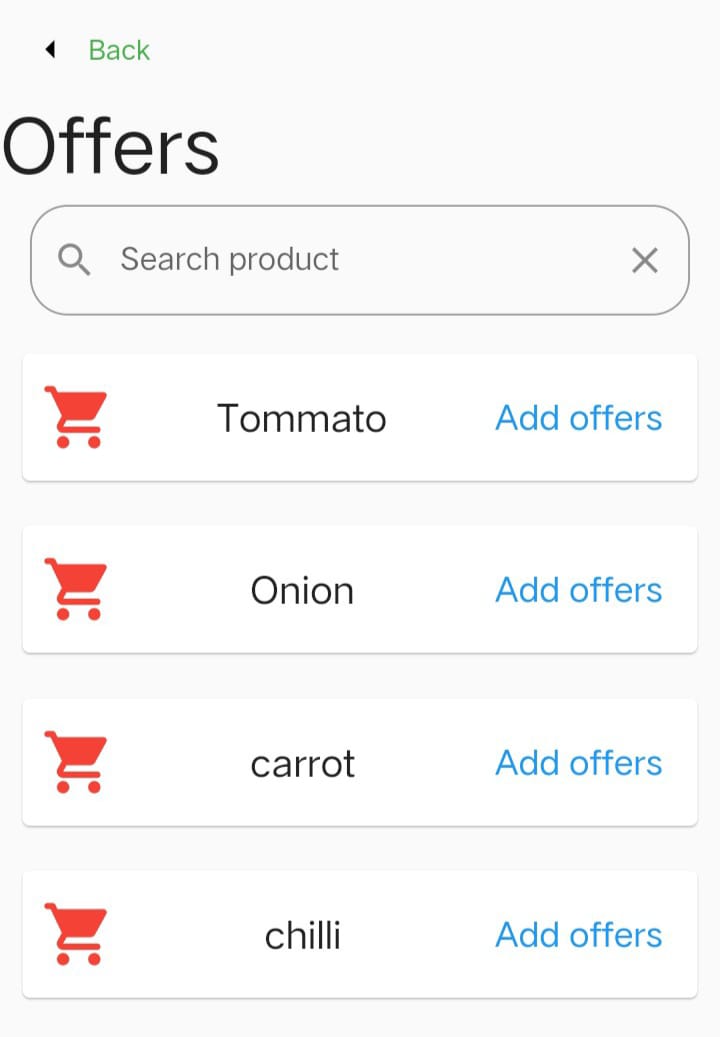 Back
Offers
Search product
Tommato Add offers
Onion Add offers
carrot Add offers
chilli Add offers